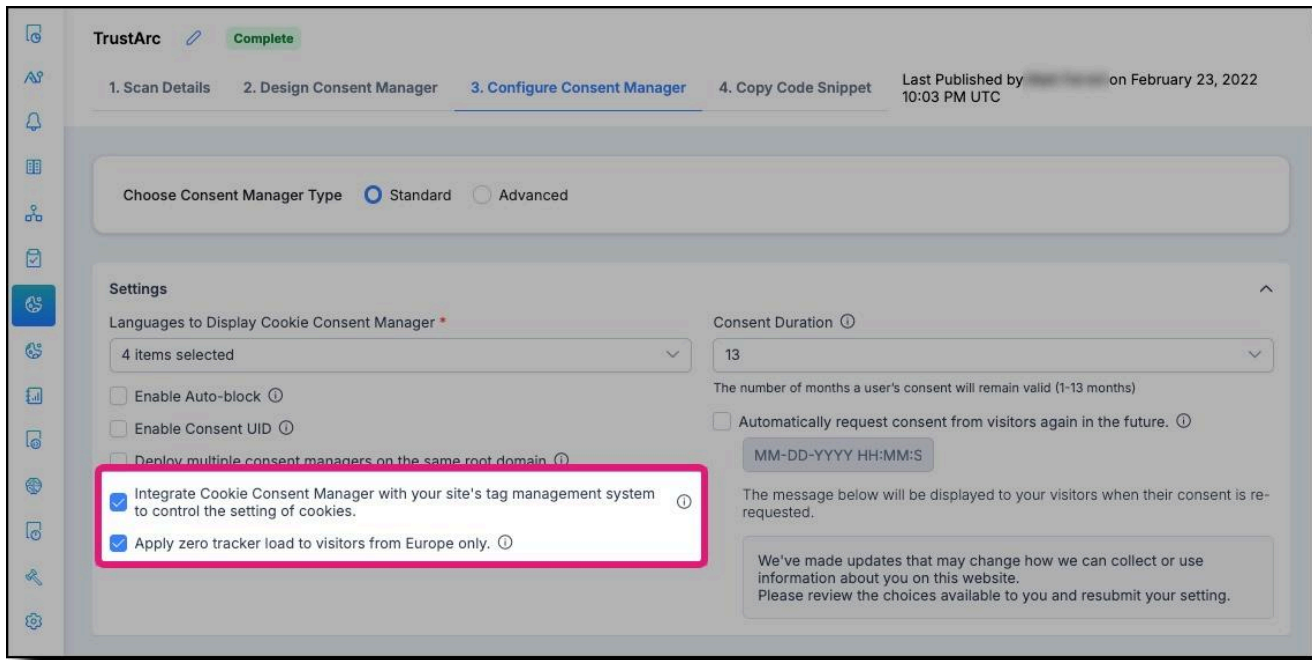 TrustArc
Complete
1. Scan Details
2. Design Consent Manager
3. Configure Consent Manager
4. Copy Code Snippet
Last Published by on February 23, 2022
10:03 PM UTC
Choose Consent Manager Type
Standard
Advanced
Settings
Languages to Display Cookie Consent Manager *
4 items selected
Enable Auto-block
Enable Consent UID
Deploy multiple consent managers on the same root domain
Integrate Cookie Consent Manager with your site's tag management system
to control the setting of cookies.
Apply zero tracker load to visitors from Europe only.
Consent Duration
13
The number of months a user's consent will remain valid (1-13 months)
Automatically request consent from visitors again in the future.
MM-DD-YYYY HH:MM:S
The message below will be displayed to your visitors when their consent is re-
requested.
We've made updates that may change how we can collect or use
information about you on this website.
Please review the choices available to you and resubmit your setting.